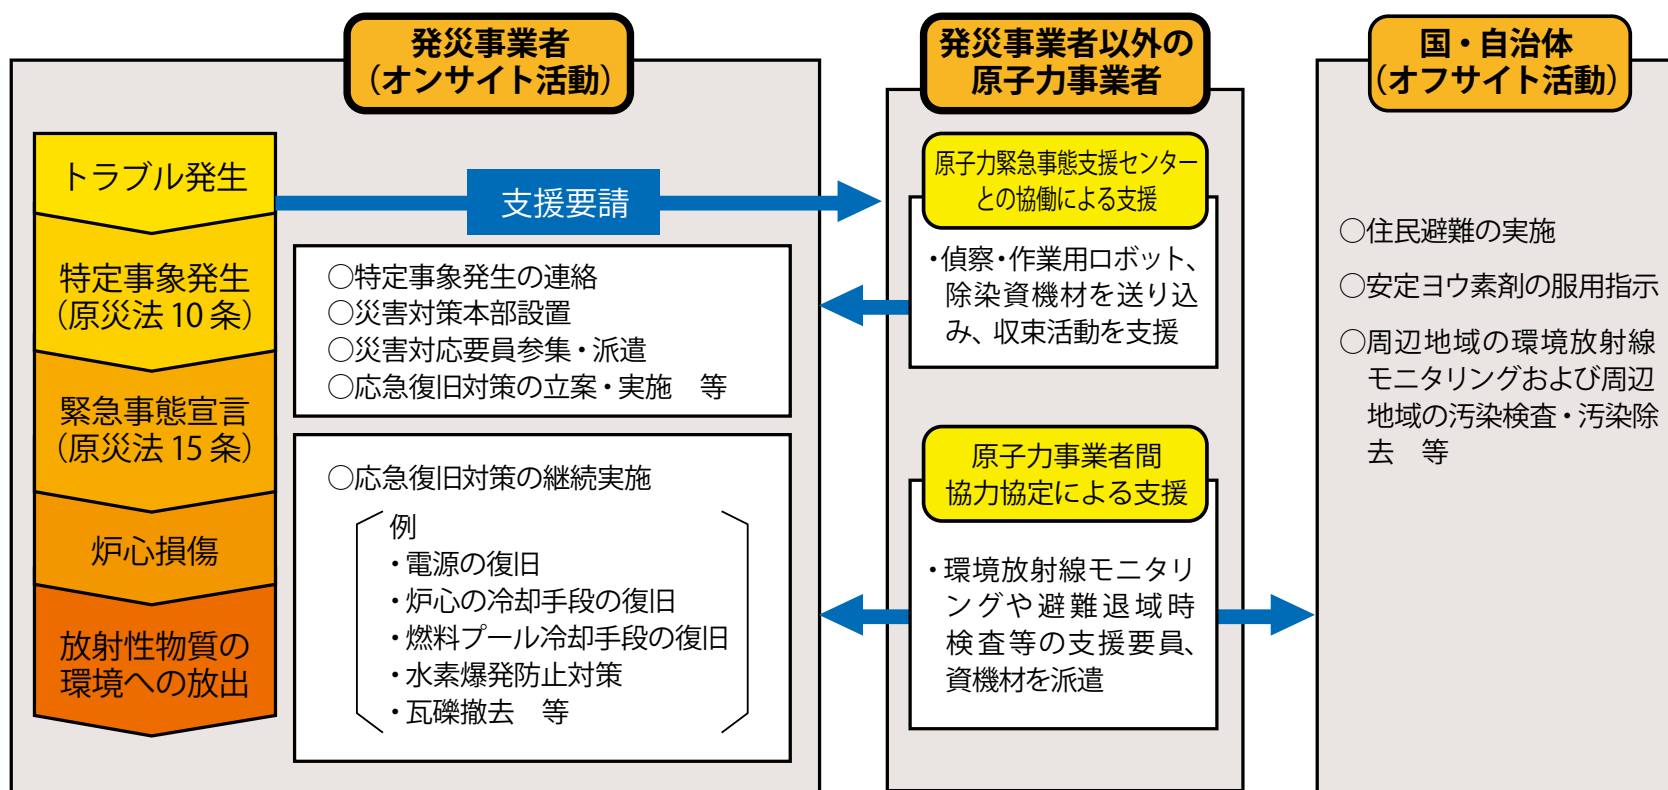 発災事業者
（オンサイト活動）
トラブル発生
特定事象発生
（原災法 10 条）
緊急事態宣言
（原災法 15 条）
炉心損傷
放射性物質の
環境への放出
支援要請
○特定事象発生の連絡
○災害対策本部設置
○災害対応要員参集・派遣
○応急復旧対策の立案・実施　等
○応急復旧対策の継続実施
例
・電源の復旧
・炉心の冷却手段の復旧
・燃料プール冷却手段の復旧
・水素爆発防止対策
・瓦礫撤去　等
発災事業者以外の
原子力事業者
原子力緊急事態支援センター
との協働による支援
・偵察・作業用ロボット、
除染資機材を送り込
み、収束活動を支援
原子力事業者間
協力協定による支援
・環境放射線モニタリ
ングや避難退域時
検査等の支援要員、
資機材を派遣
国・自治体
（オフサイト活動）
○住民避難の実施
○安定ヨウ素剤の服用指示
○周辺地域の環境放射線
モニタリングおよび周辺
地域の汚染検査・汚染除
去　等